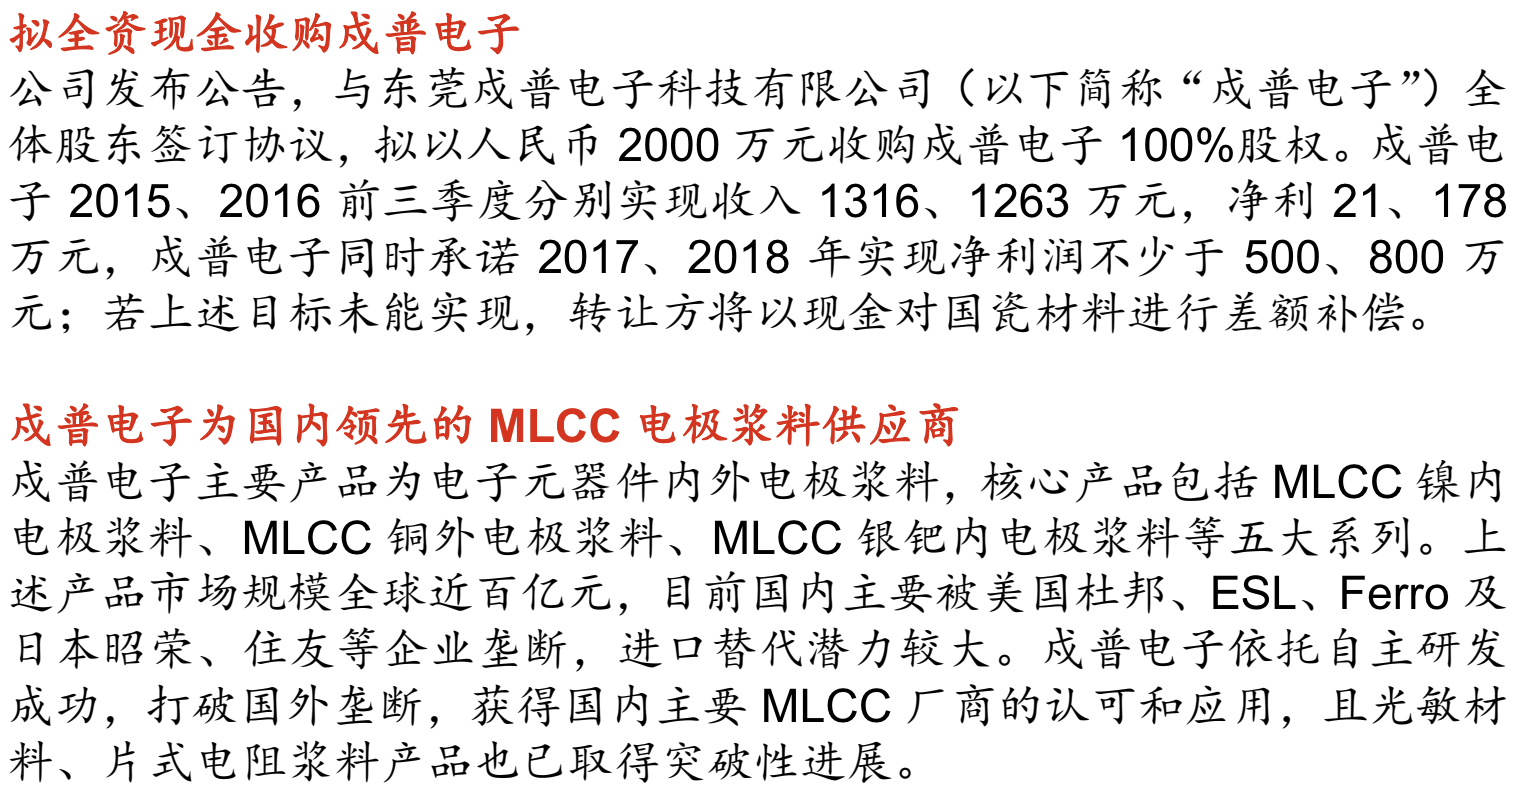 拟全资现金收购戍普电子
公司发布公告，与东莞戍普电子科技有限公司（以下简称“戍普电子”）全
体股东签订协议，拟以人民币 2000 万元收购戍普电子 100%股权。戍普电
子 2015、2016 前三季度分别实现收入 1316、1263 万元，净利 21、178
万元，戍普电子同时承诺 2017、2018 年实现净利润不少于 500、800 万
元；若上述目标未能实现，转让方将以现金对国瓷材料进行差额补偿。
戍普电子为国内领先的 MLCC 电极浆料供应商
戍普电子主要产品为电子元器件内外电极浆料，核心产品包括 MLCC 镍内
电极浆料、MLCC 铜外电极浆料、MLCC 银钯内电极浆料等五大系列。上
述产品市场规模全球近百亿元，目前国内主要被美国杜邦、ESL、Ferro 及
日本昭荣、住友等企业垄断，进口替代潜力较大。戍普电子依托自主研发
成功，打破国外垄断，获得国内主要 MLCC 厂商的认可和应用，且光敏材
料、片式电阻浆料产品也已取得突破性进展。